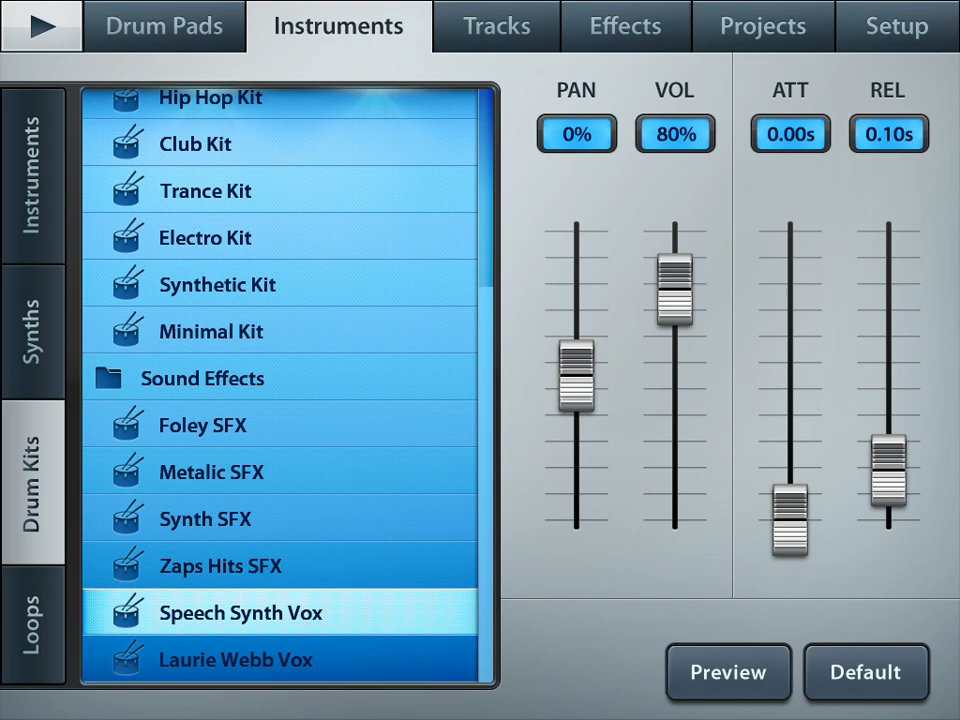 Drum Pads
Instruments
Tracks
Effects
Projects
Setup
Instruments
Synths
Drum Kits
Loops
Hip Hop Kit
Club Kit
Trance Kit
Electro Kit
Synthetic Kit
Minimal Kit
Sound Effects
Foley SFX
Metalic SFX
Synth SFX
Zaps Hits SFX
Speech Synth Vox
Laurie Webb Vox
PAN
VOL
ATT
REL
0%
80%
0.00s
0.10s
Preview
Default